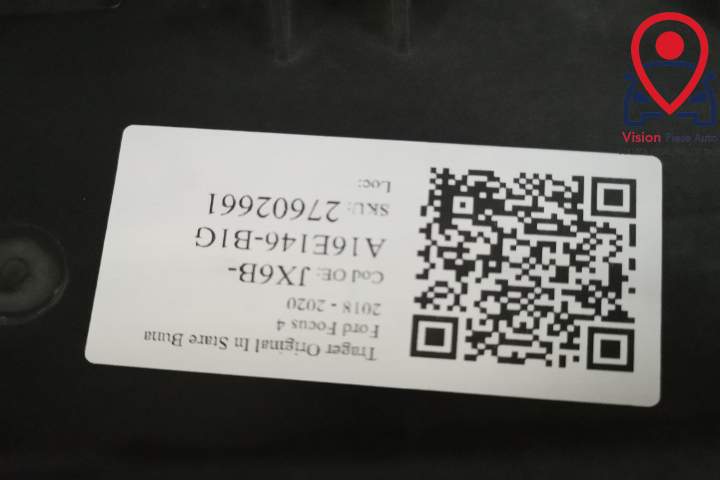 Trager Original In Stare Buna
Ford Focus 4
2018 - 2020
Cod OE: JX6B-
A16E146-B1G
SKU: 27602661
Loc:
Vision Piese Auto